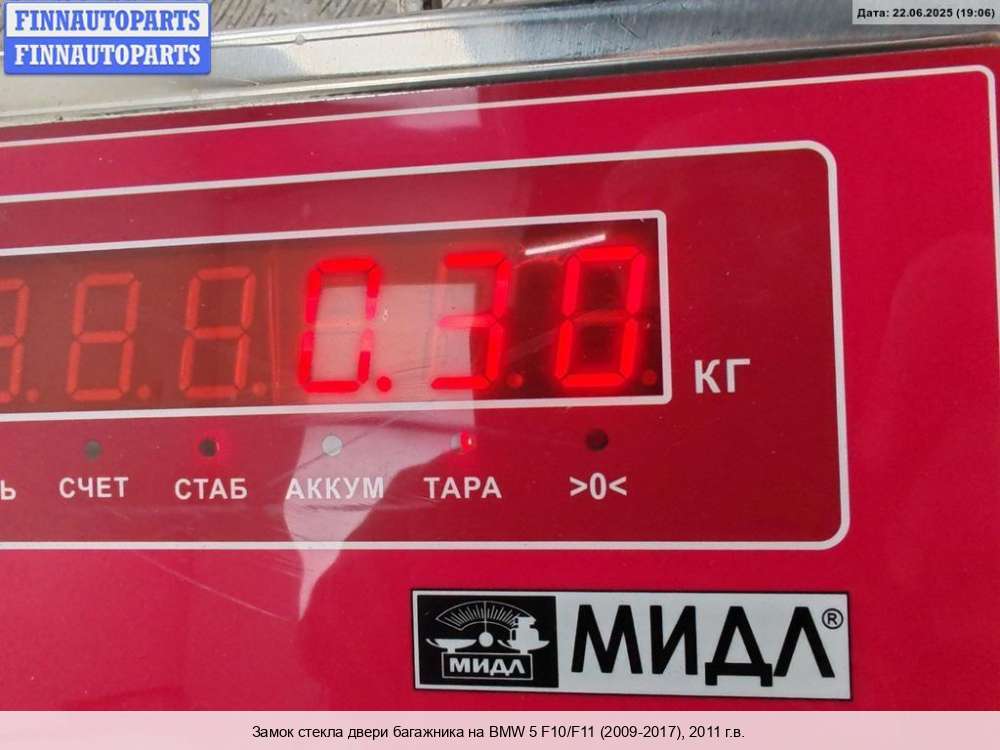 FINNAUTOPARTS
FINNAUTOPARTS
Дата: 22.06.2025 (19:06)
0.30
КГ
Ь СЧЕТ СТАБ АККУМ ТАРА >0<
МИДЛ
МИДЛ®
Замок стекла двери багажника на BMW 5 F10/F11 (2009-2017), 2011 г.в.